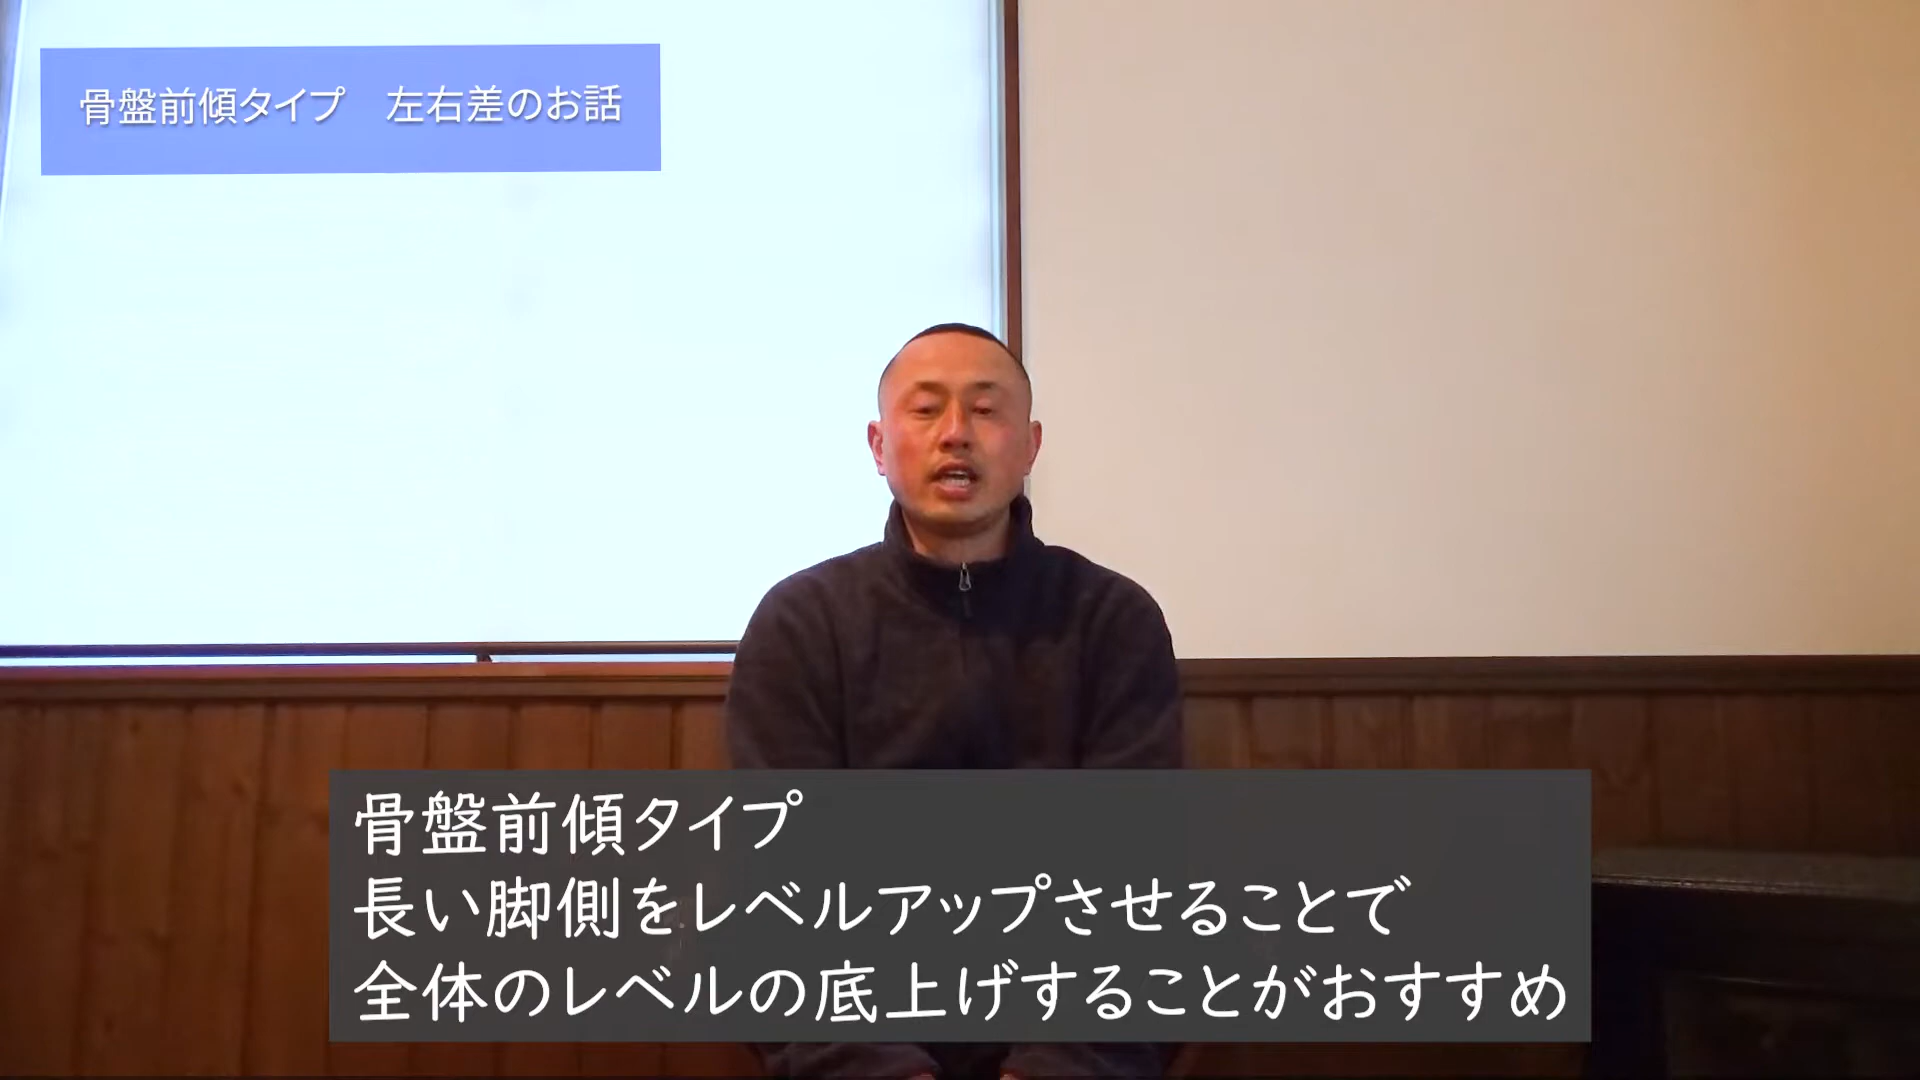 骨盤前傾タイプ　左右差のお話
骨盤前傾タイプ
長い脚側をレベルアップさせることで
全体のレベルの底上げすることがおすすめ